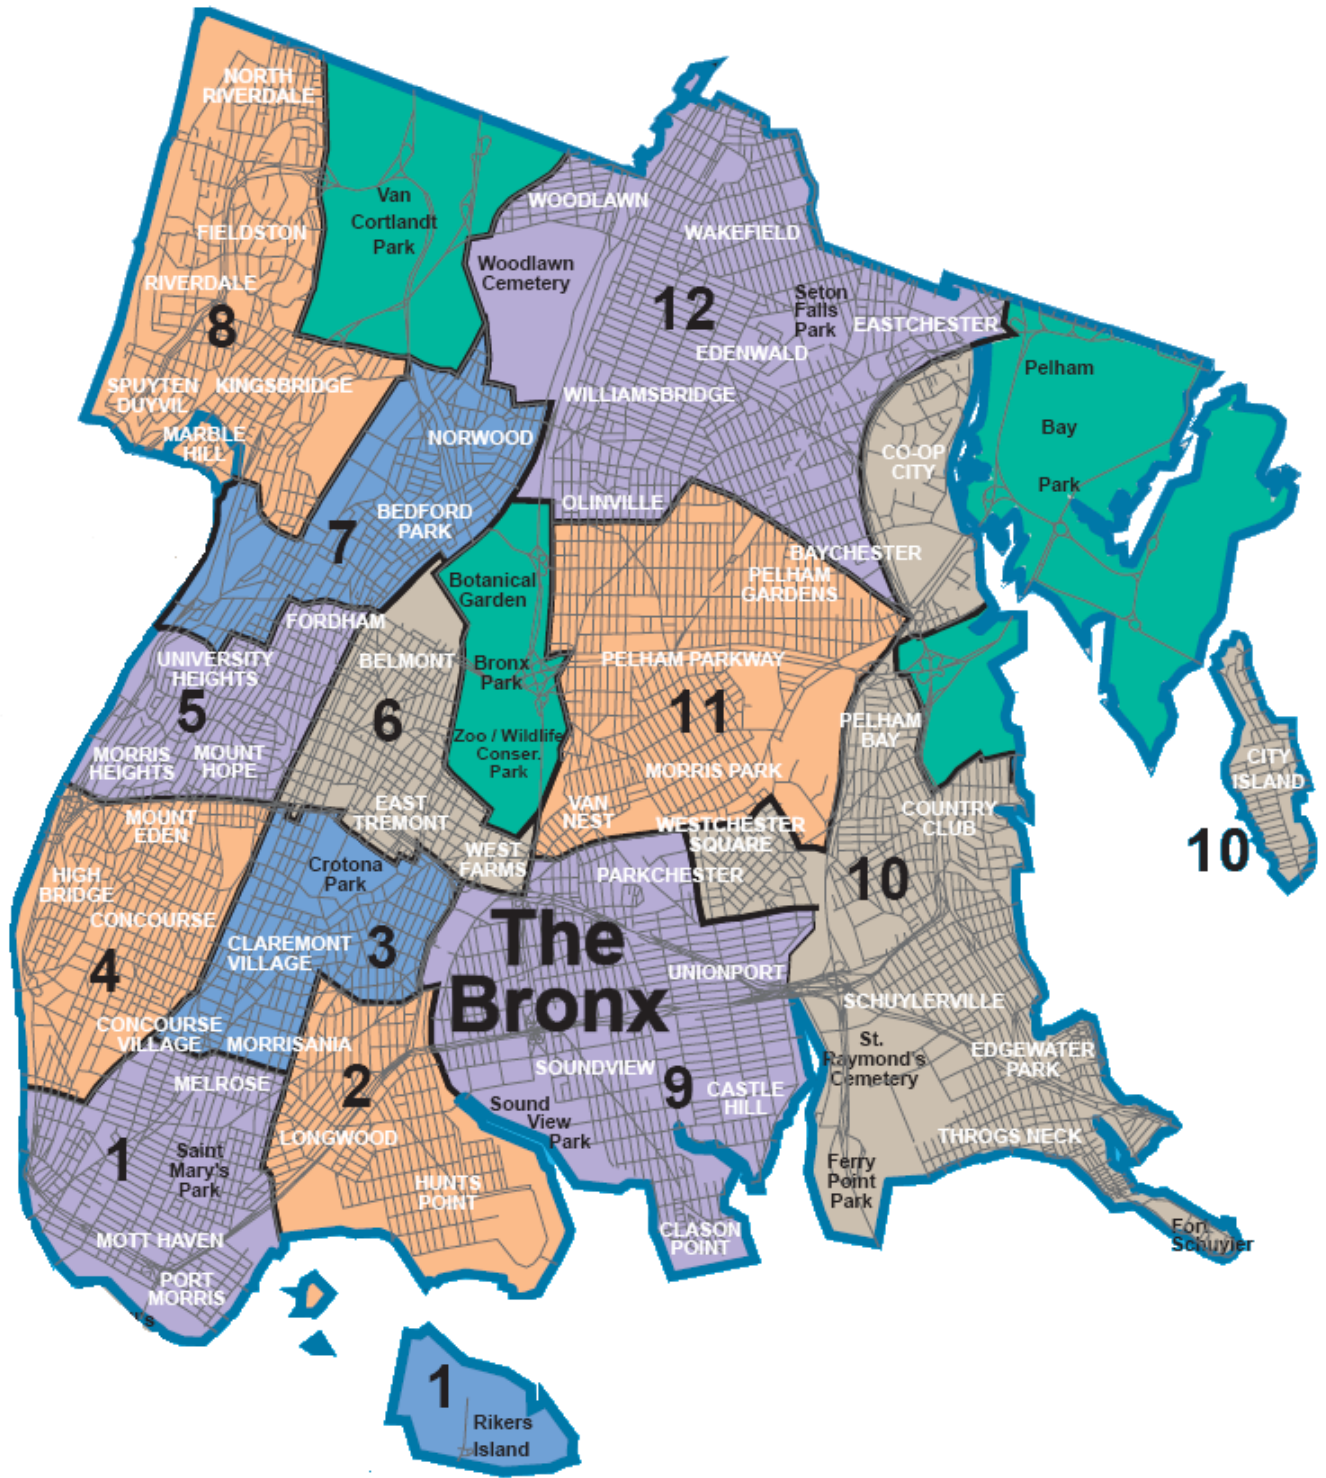 NORTH
RIVERDALE
Van
Cortlandt
Park
FIELDSTON
RIVERDALE
8
SPUYTEN
DUYVIL
KINGSBRIDGE
MARBLE
HILL
WOODLAWN
WAKEFIELD
Woodlawn
Cemetery
12
Seton
Falls
Park
EASTCHESTER
EDENWALD
WILLIAMSBRIDGE
Pelham
Bay
Park
CO-OP
CITY
NORWOOD
OLINVILLE
BEDFORD
PARK
7
BAYCHESTER
PELHAM
GARDENS
Botanical
Garden
FORDHAM
UNIVERSITY
HEIGHTS
BELMONT
Bronx
Park
PELHAM PARKWAY
5
6
11
PELHAM
BAY
MORRIS
HEIGHTS
MOUNT
HOPE
Zoo / Wildlife
Conser.
Park
MORRIS PARK
CITY
ISLAND
10
MOUNT
EDEN
EAST
TREMONT
VAN
NEST
WESTCHESTER
SQUARE
COUNTRY
CLUB
WEST
FARMS
Crotona
Park
HIGH
BRIDGE
PARKCHESTER
10
CONCOURSE
CLAREMONT
VILLAGE
3
The
Bronx
4
UNIONPORT
SCHUYLERVILLE
CONCOURSE
VILLAGE
MORRISANIA
St.
Raymond's
Cemetery
EDGEWATER
PARK
MELROSE
2
SOUNDVIEW
9
CASTLE
HILL
Sound
View
Park
LONGWOOD
THROGS NECK
1
Saint
Mary's
Park
HUNTS
POINT
Ferry
Point
Park
MOTT HAVEN
CLASON
POINT
Fort
Schuyler
PORT
MORRIS
1
Rikers
Island